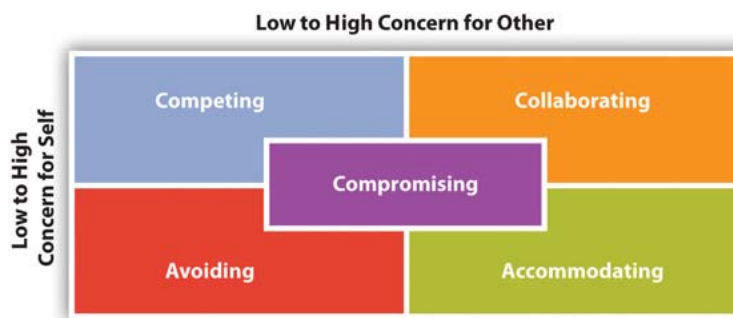 Low to High Concern for Other
Low to High
Concern for Self
Competing
Collaborating
Compromising
Avoiding
Accommodating